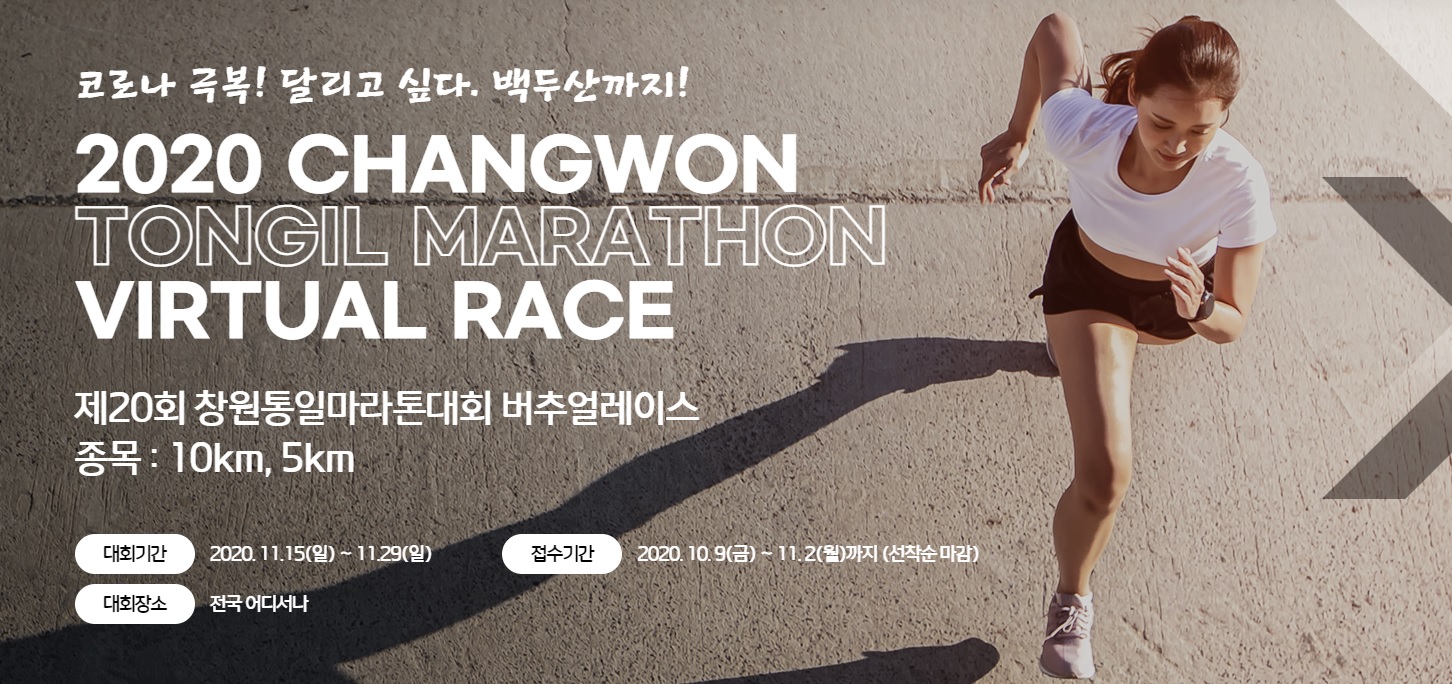 코로나 극복! 달리고 싶다. 백두산까지!
2020 CHANGWON
TONGIL MARATHON
VIRTUAL RACE
제20회 창원통일마라톤대회 버추얼레이스
종목 : 10km, 5km
대회기간 2020. 11.15(일) ~ 11.29(일) 접수기간 2020. 10. 9(금) ~ 11. 2(월)까지 (선착순 마감)
대회장소 전국 어디서나